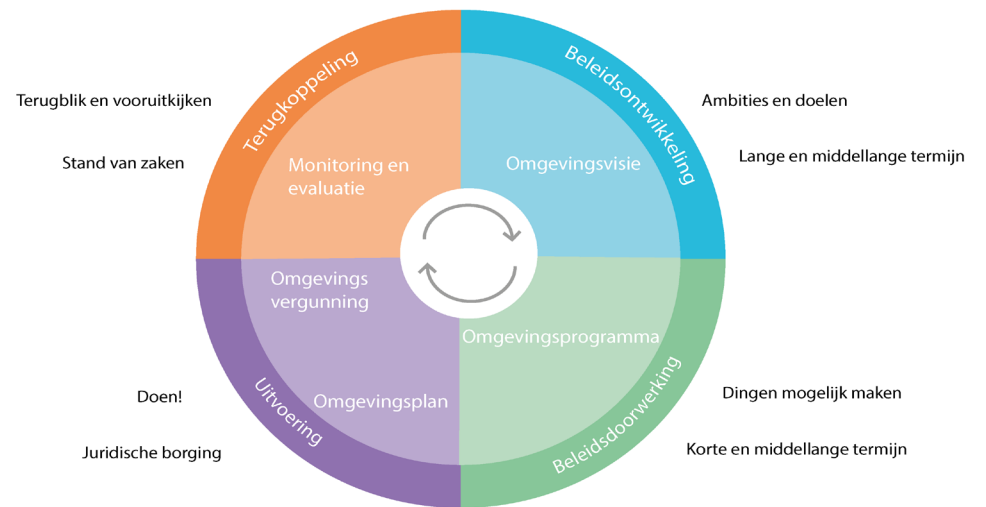 Terugkoppeling
Beleidsontwikkeling
Terugblik en vooruitkijken
Ambities en doelen
Stand van zaken
Monitoring en
evaluatie
Omgevingsvisie
Lange en middellange termijn
Omgevings
vergunning
Omgevingsprogramma
Doen!
Omgevingsplan
Dingen mogelijk maken
Uitvoering
Beleidsdoorwerking
Juridische borging
Korte en middellange termijn